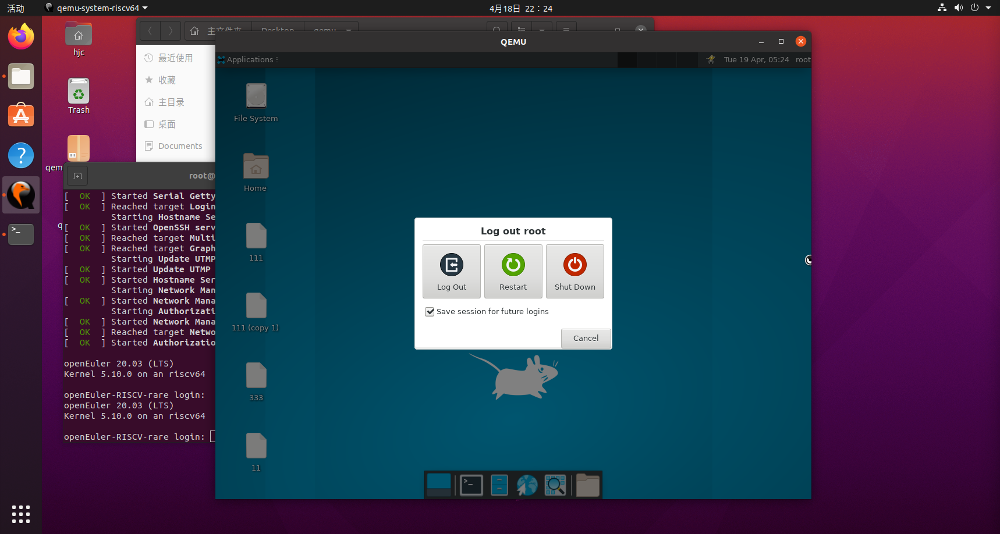 活动
qemu-system-riscv64
4月18日 22：24
hjc
Trash
qem
q
主文件夹
Desktop
qemu
最近使用
收藏
主目录
桌面
Documents
root@
[  OK  ] Started Serial Getty
[  OK  ] Reached target Login
Starting Hostname Se
[  OK  ] Started OpenSSH serv
[  OK  ] Reached target Multi
[  OK  ] Reached target Graph
Starting Update UTMP
[  OK  ] Started Update UTMP
[  OK  ] Started Hostname Ser
Starting Network Man
[  OK  ] Started Network Mana
Starting Authorizati
[  OK  ] Started Network Mana
[  OK  ] Reached target Netwo
[  OK  ] Started Authorizatio
openEuler 20.03 (LTS)
Kernel 5.10.0 on an riscv64
openEuler-RISCV-rare login:
openEuler 20.03 (LTS)
Kernel 5.10.0 on an riscv64
openEuler-RISCV-rare login:
QEMU
Applications
Tue 19 Apr, 05:24
root
File System
Home
111
111 (copy 1)
333
11
Log out root
Log Out
Restart
Shut Down
Save session for future logins
Cancel